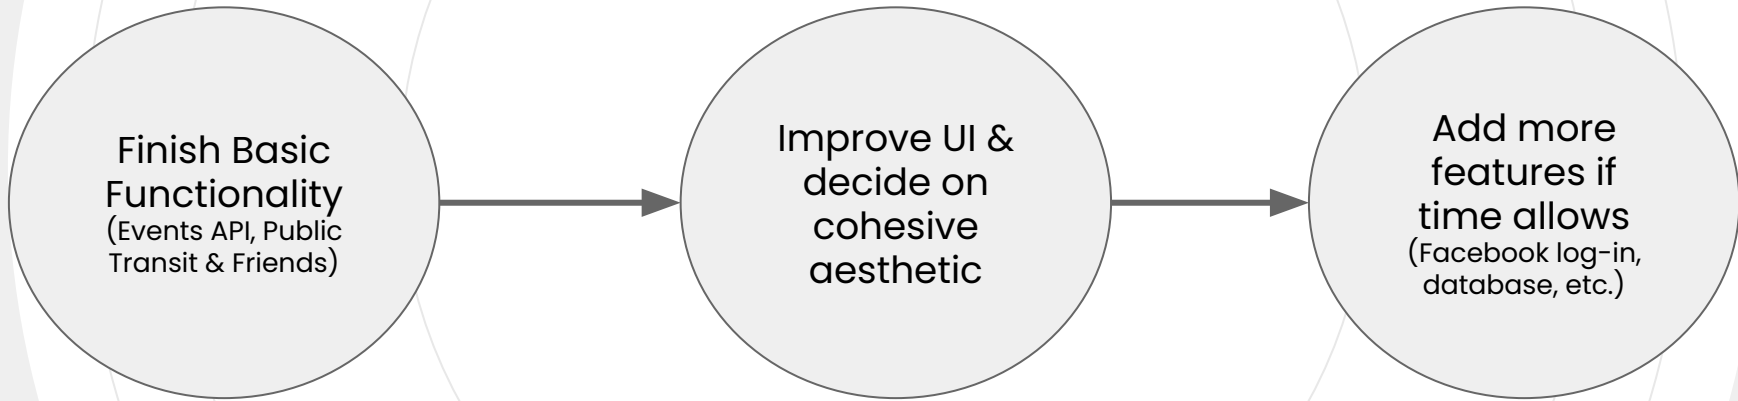 Finish Basic
Functionality
(Events API, Public
Transit & Friends)
Improve UI &
decide on
cohesive
aesthetic
Add more
features if
time allows
(Facebook log-in,
database, etc.)